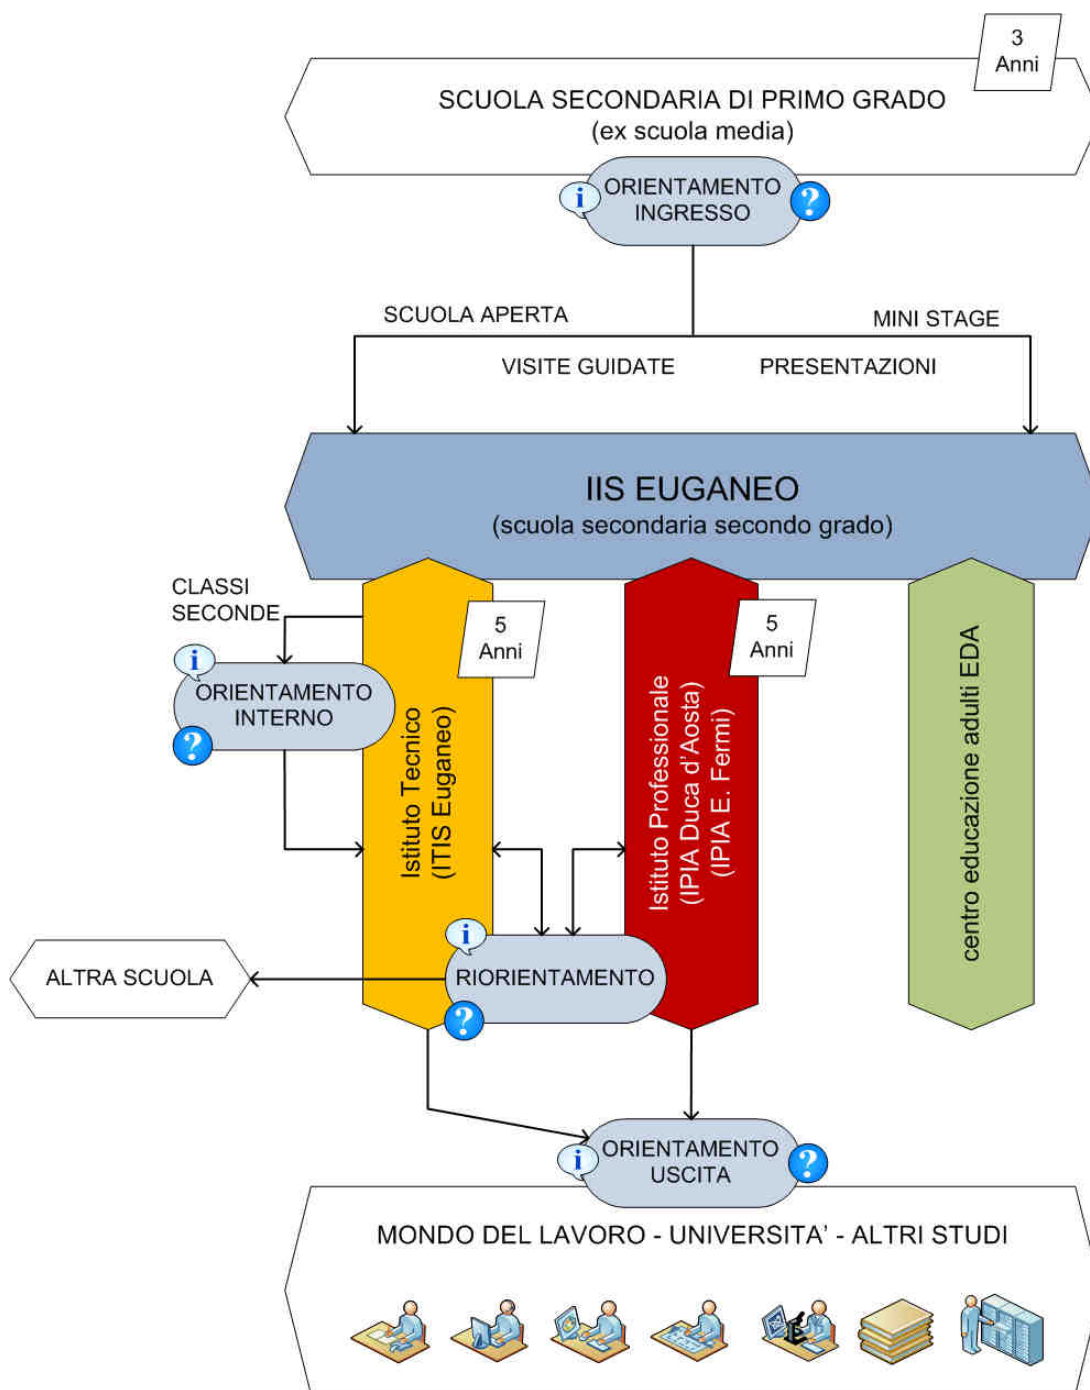 3
Anni
SCUOLA SECONDARIA DI PRIMO GRADO
(ex scuola media)
i
ORIENTAMENTO
INGRESSO
?
SCUOLA APERTA
MINI STAGE
VISITE GUIDATE
PRESENTAZIONI
IIS EUGANEO
(scuola secondaria secondo grado)
CLASSI
SECONDE
5
Anni
5
Anni
i
ORIENTAMENTO
INTERNO
?
Istituto Tecnico
(ITIS Euganeo)
Istituto Professionale
(IPIA Duca d'Aosta)
(IPIA E. Fermi)
centro educazione adulti EDA
i
RIORIENTAMENTO
?
ALTRA SCUOLA
i
ORIENTAMENTO
USCITA
?
MONDO DEL LAVORO - UNIVERSITA' - ALTRI STUDI